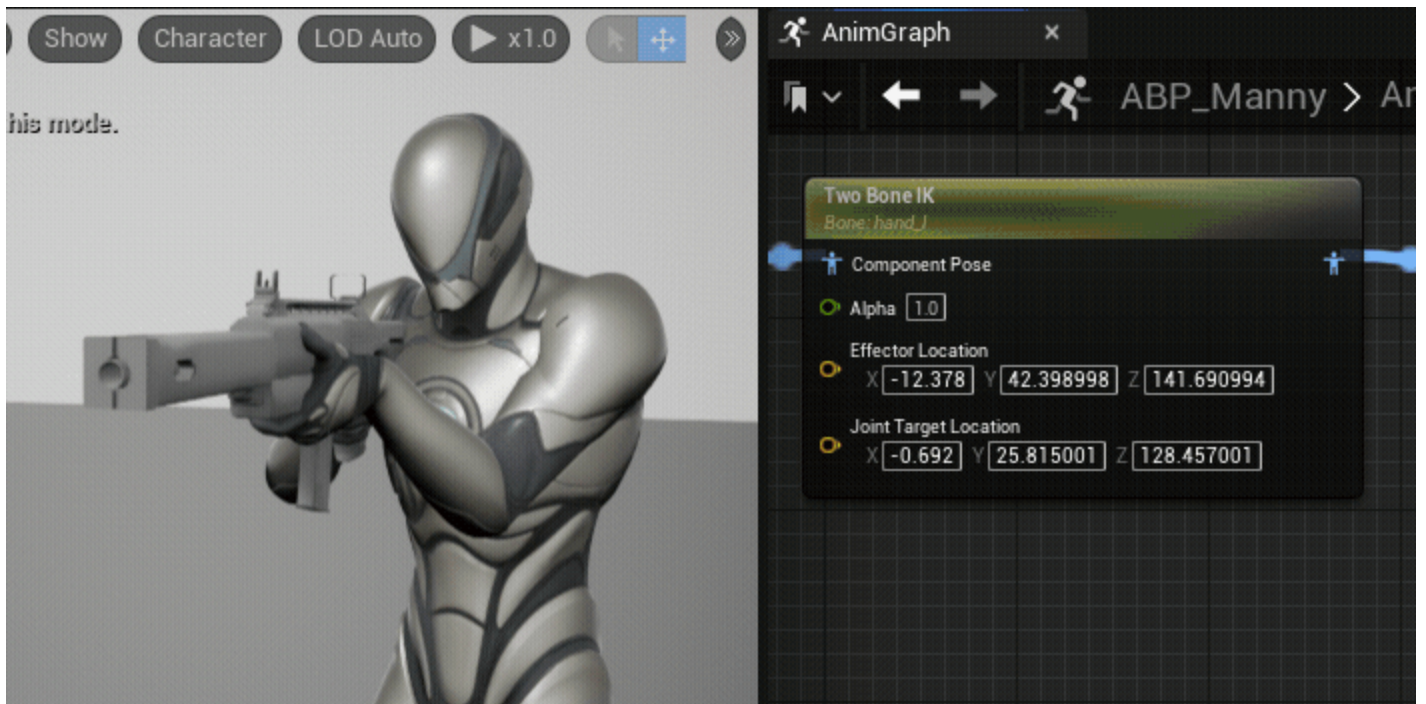 Show
Character
LOD Auto
x1.0
his mode.
AnimGraph
ABP_Manny > Ar
Two Bone IK
Bone: hand_l
Component Pose
Alpha 1.0
Effector Location
X -12.378 Y 42.398998 Z 141.690994
Joint Target Location
X -0.692 Y 25.815001 Z 128.457001